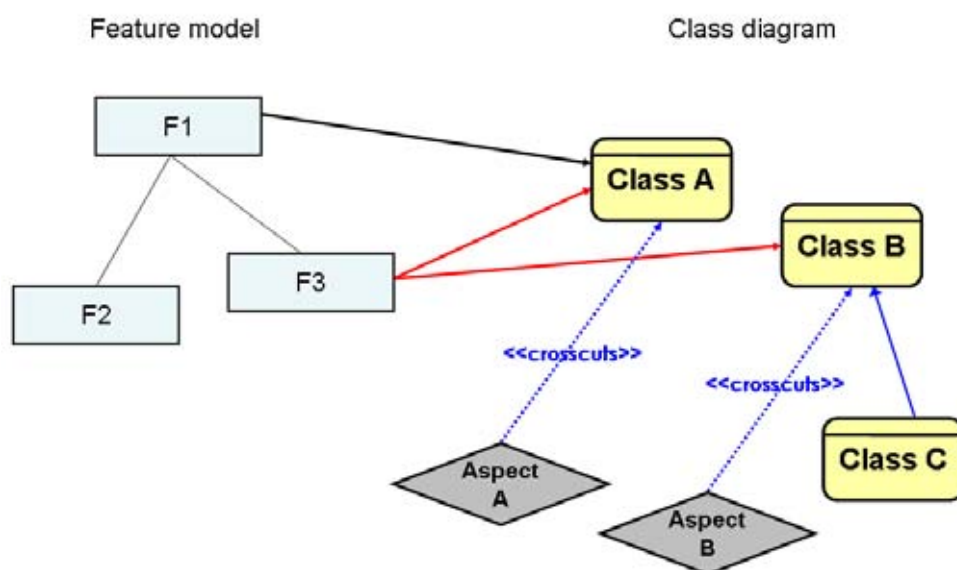 Feature model
Class diagram
F1
Class A
Class B
F3
F2
<<crosscuts>>
<<crosscuts>>
Class C
Aspect
A
Aspect
B